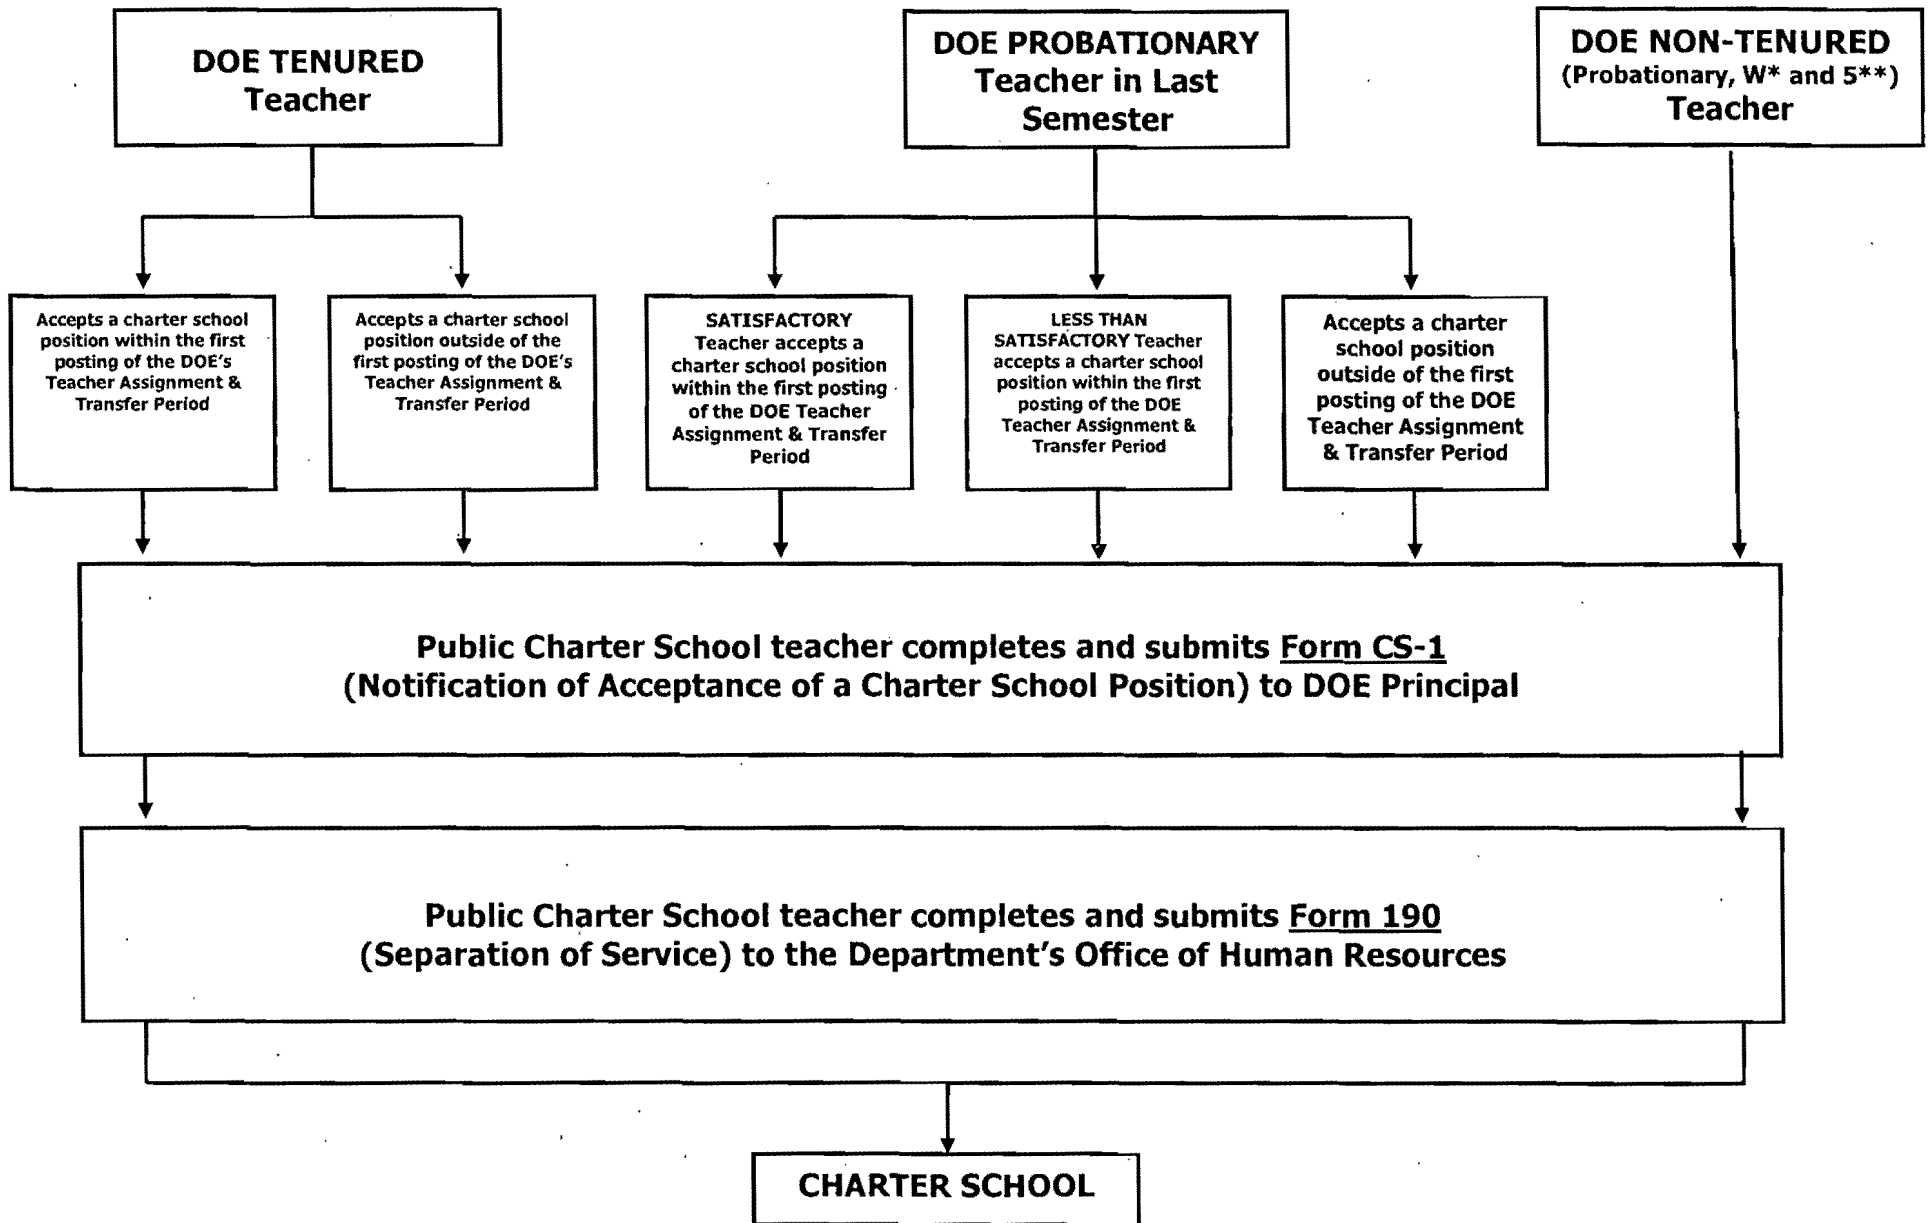 DOE TENURED
Teacher
DOE PROBATIONARY
Teacher in Last
Semester
DOE NON-TENURED
(Probationary, W* and 5**)
Teacher
Accepts a charter school
position within the first
posting of the DOE's
Teacher Assignment &
Transfer Period
Accepts a charter school
position outside of the
first posting of the DOE's
Teacher Assignment &
Transfer Period
SATISFACTORY
Teacher accepts a
charter school position
within the first posting
of the DOE Teacher
Assignment & Transfer
Period
LESS THAN
SATISFACTORY Teacher
accepts a charter school
position within the first
posting of the DOE
Teacher Assignment &
Transfer Period
Accepts a charter
school position
outside of the first
posting of the DOE
Teacher Assignment
& Transfer Period
Public Charter School teacher completes and submits Form CS-1
(Notification of Acceptance of a Charter School Position) to DOE Principal
Public Charter School teacher completes and submits Form 190
(Separation of Service) to the Department's Office of Human Resources
CHARTER SCHOOL